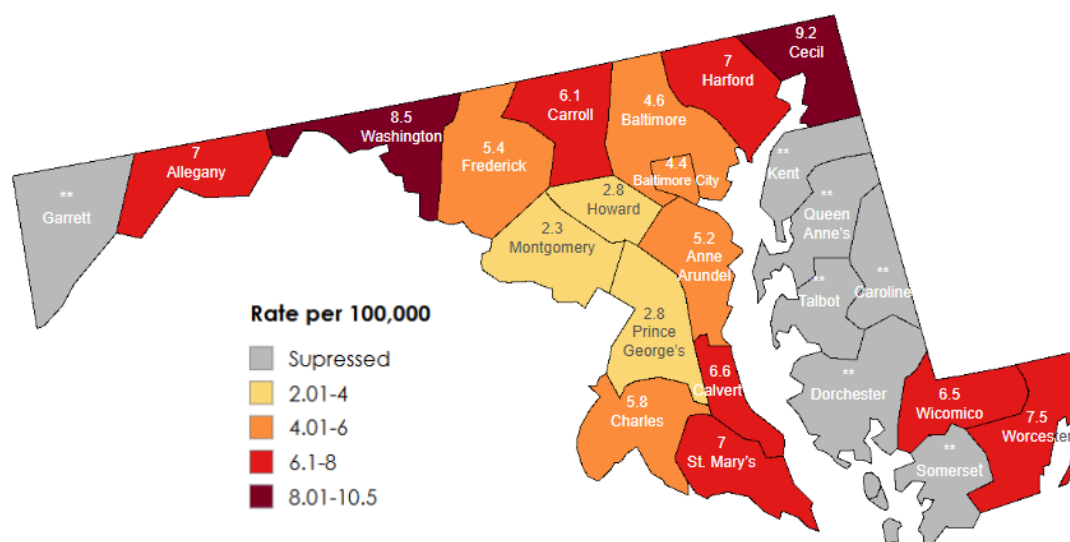 9.2
Cecil
7
Harford
6.1
Carroll
4.6
Baltimore
8.5
Washington
5.4
Frederick
7
Allegany
**
Garrett
4.4
Baltimore City
**
Kent
2.8
Howard
**
Queen
Anne's
2.3
Montgomery
5.2
Anne
Arundel
**
Talbot
**
Caroline
2.8
Prince
George's
6.6
Calvert
**
Dorchester
5.8
Charles
6.5
Wicomico
7.5
Worcester
7
St. Mary's
**
Somerset
Rate per 100,000
Supressed
2.01-4
4.01-6
6.1-8
8.01-10.5